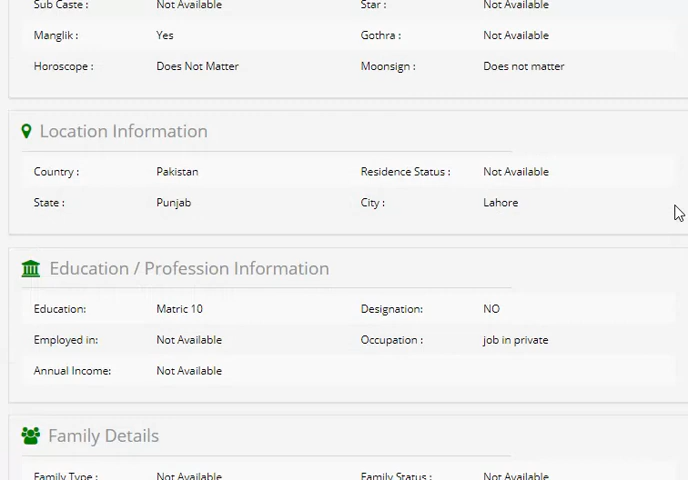 Sub Caste : Not Available Star : Not Available
Manglik : Yes Gothra : Not Available
Horoscope : Does Not Matter Moonsign : Does not matter
Location Information
Country : Pakistan Residence Status : Not Available
State : Punjab City : Lahore
Education / Profession Information
Education: Matric 10 Designation: NO
Employed in: Not Available Occupation : job in private
Annual Income: Not Available
Family Details
Family Type : Not Available Family Status : Not Available